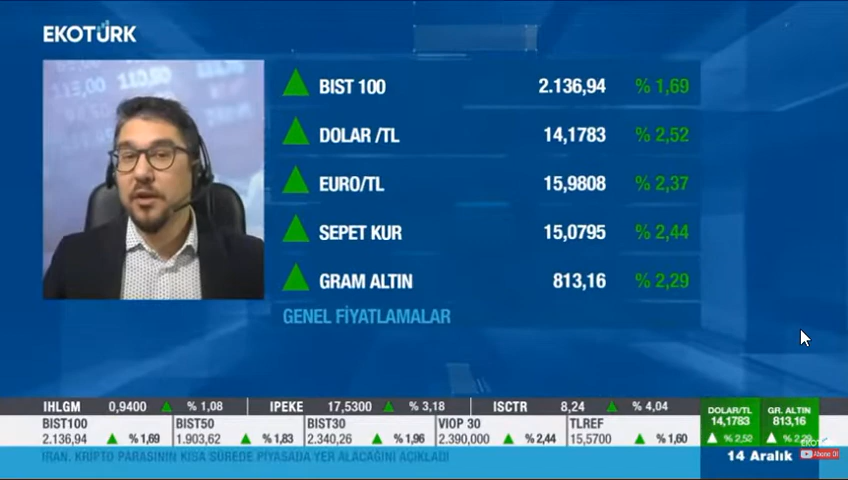 EKOTÜRK
BIST 100 2.136,94 % 1,69
DOLAR /TL 14,1783 % 2,52
EURO/TL 15,9808 % 2,37
SEPET KUR 15,0795 % 2,44
GRAM ALTIN 813,16 % 2,29
GENEL FİYATLAMALAR
IHLGM 0,9400 % 1,08 IPEKE 17,5300 % 3,18 ISCTR 8,24 % 4,04
BIST100 BIST50 BIST30 VIOP 30 TLREF
2.136,94 % 1,69 1.903,62 % 1,83 2.340,26 % 1,96 2.390,000 % 2,44 15,5700 % 1,60
DOLAR/TL GR. ALTIN
14,1783 813,16
% 2,52 % 2,29
İRAN, KRİPTO PARASININ KISA SÜREDE PİYASADA YER ALACAĞINI AÇIKLADI
14 Aralık
EKOTÜRK
Abone Ol